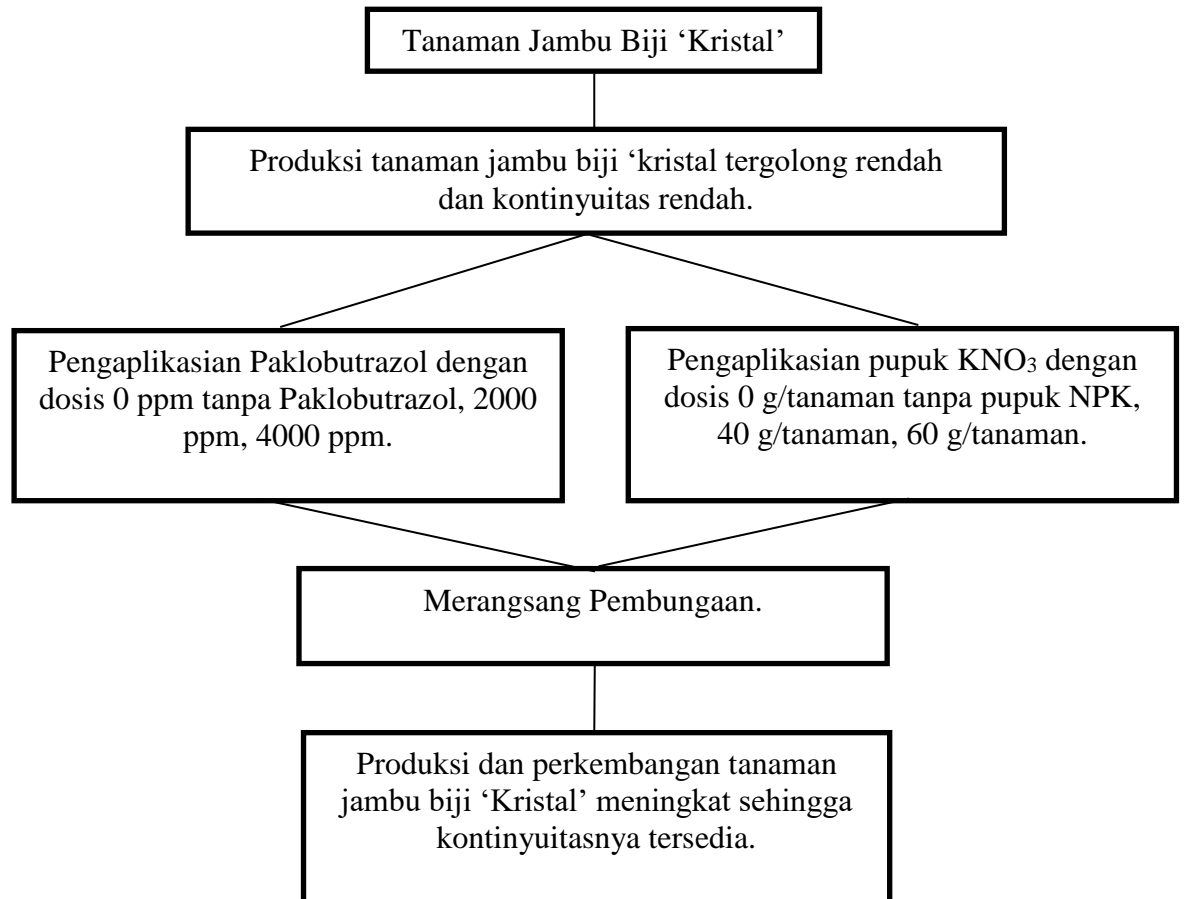 Tanaman Jambu Biji ‘Kristal’
Produksi tanaman jambu biji ‘kristal tergolong rendah
dan kontinyuitas rendah.
Pengaplikasian Paklobutrazol dengan
dosis 0 ppm tanpa Paklobutrazol, 2000
ppm, 4000 ppm.
Pengaplikasian pupuk KNO₃ dengan
dosis 0 g/tanaman tanpa pupuk NPK,
40 g/tanaman, 60 g/tanaman.
Merangsang Pembungaan.
Produksi dan perkembangan tanaman
jambu biji ‘Kristal’ meningkat sehingga
kontinyuitasnya tersedia.